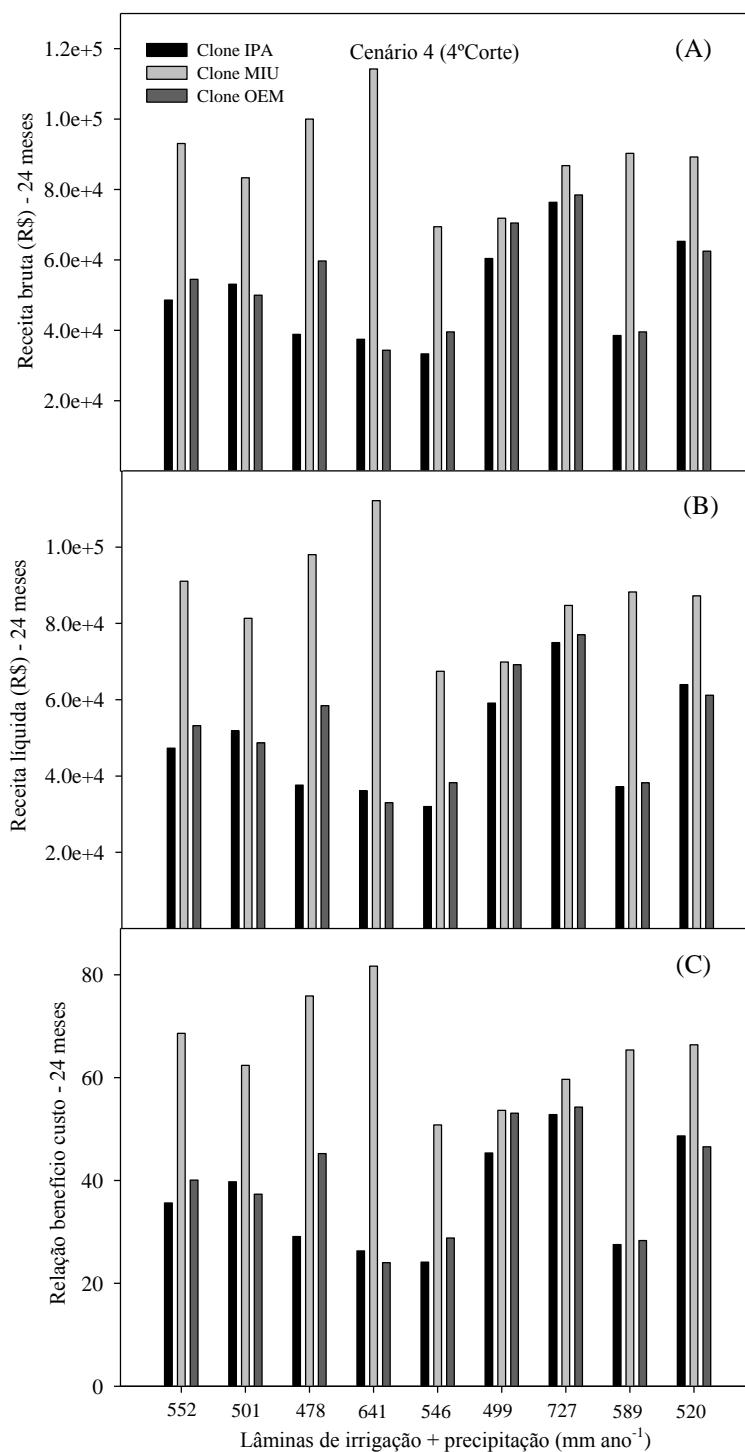 Cenário 4 (4ºCorte)
(A)
Clone IPA
Clone MIU
Clone OEM
Receita bruta (R$) - 24 meses
1.2e+5
1.0e+5
8.0e+4
6.0e+4
4.0e+4
2.0e+4
(B)
Receita líquida (R$) - 24 meses
1.0e+5
8.0e+4
6.0e+4
4.0e+4
2.0e+4
(C)
Relação benefício custo - 24 meses
80
60
40
20
0
552 501 478 641 546 499 727 589 520
Lâminas de irrigação + precipitação (mm ano⁻¹)